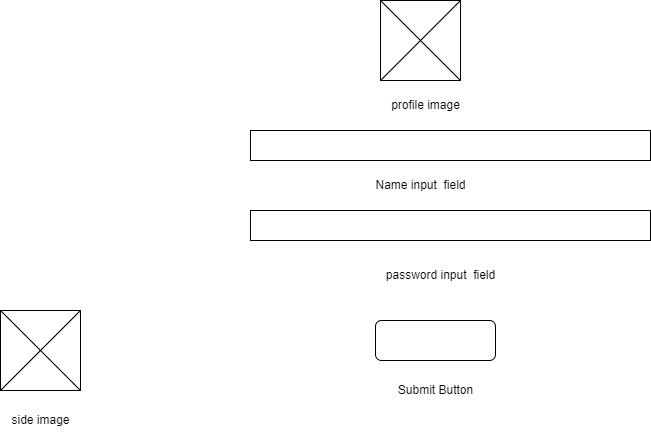 profile image
Name input  field
password input  field
Submit Button
side image